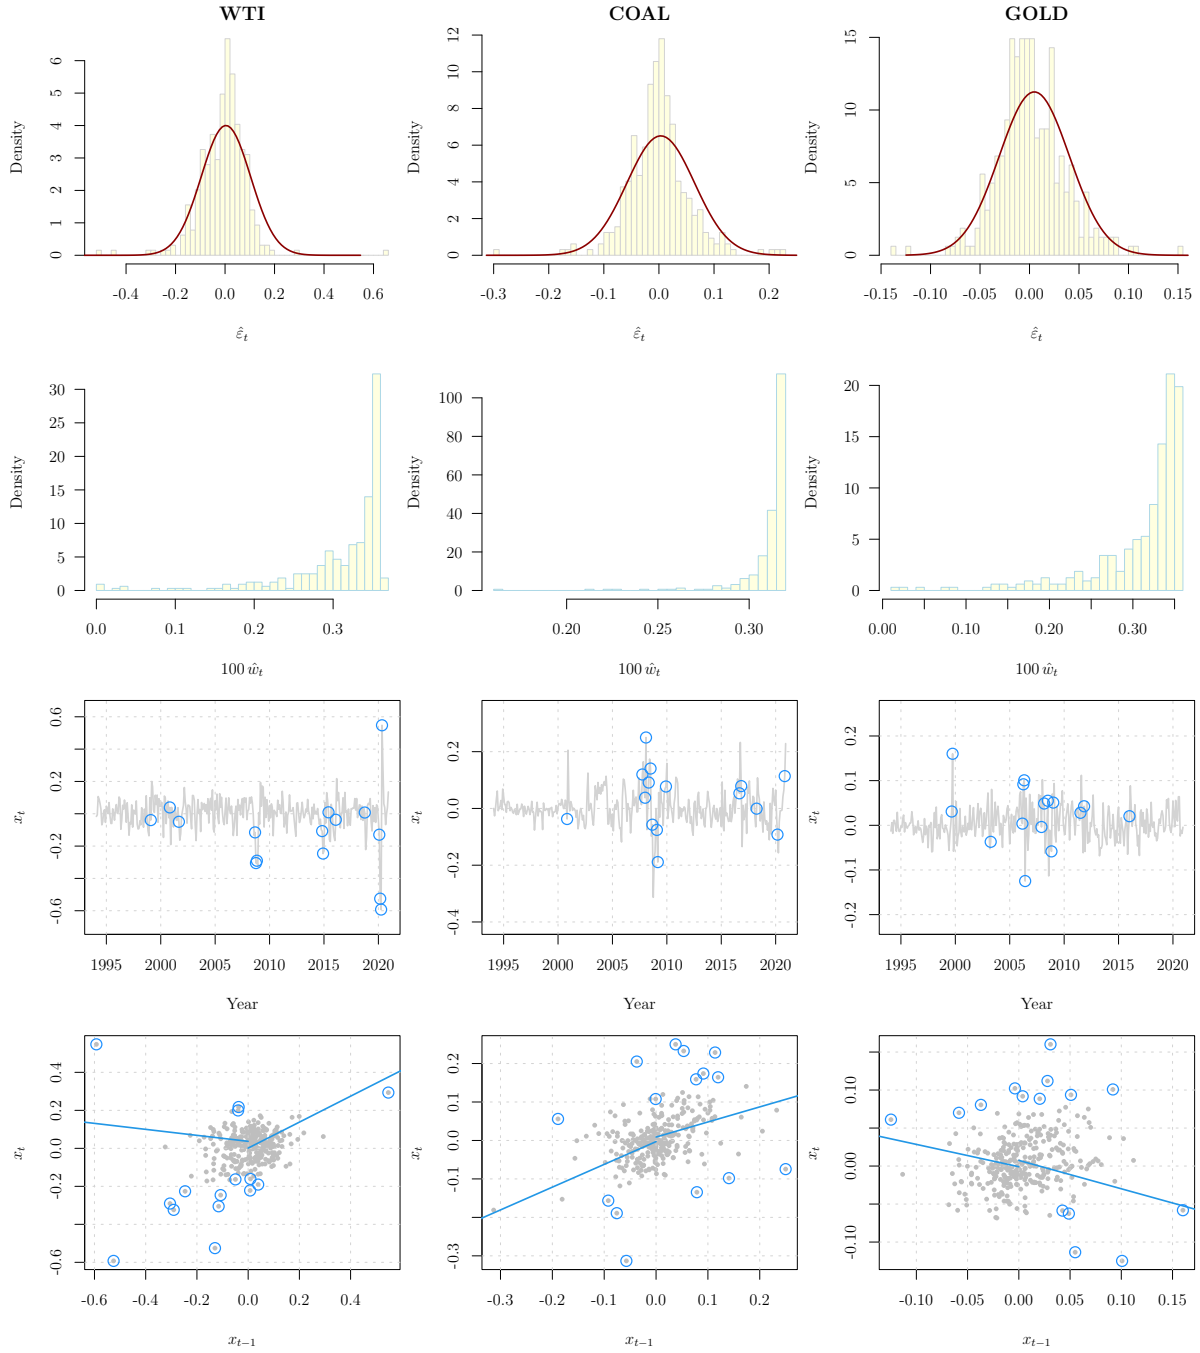 WTI COAL GOLD
Density
0 1 2 3 4 5 6
-0.4 -0.2 0.0 0.2 0.4 0.6
ε̂t
Density
0 2 4 6 8 10 12
-0.3 -0.2 -0.1 0.0 0.1 0.2
ε̂t
Density
0 5 10 15
-0.15 -0.10 -0.05 0.00 0.05 0.10 0.15
ε̂t
Density
0 5 10 15 20 25 30
0.0 0.1 0.2 0.3
100 ŵt
Density
0 20 40 60 80 100
0.20 0.25 0.30
100 ŵt
Density
0 5 10 15 20
0.00 0.10 0.20 0.30
100 ŵt
xt
-0.6 -0.2 0.2 0.6
1995 2000 2005 2010 2015 2020
Year
xt
-0.4 -0.2 0.0 0.2
1995 2000 2005 2010 2015 2020
Year
xt
-0.2 -0.1 0.0 0.1 0.2
1995 2000 2005 2010 2015 2020
Year
xt
-0.6 -0.2 0.0 0.2 0.4
-0.6 -0.4 -0.2 0.0 0.2 0.4
xt−1
xt
-0.3 -0.1 0.0 0.1 0.2
-0.3 -0.2 -0.1 0.0 0.1 0.2
xt−1
xt
-0.10 0.00 0.10
-0.10 -0.05 0.00 0.05 0.10 0.15
xt−1